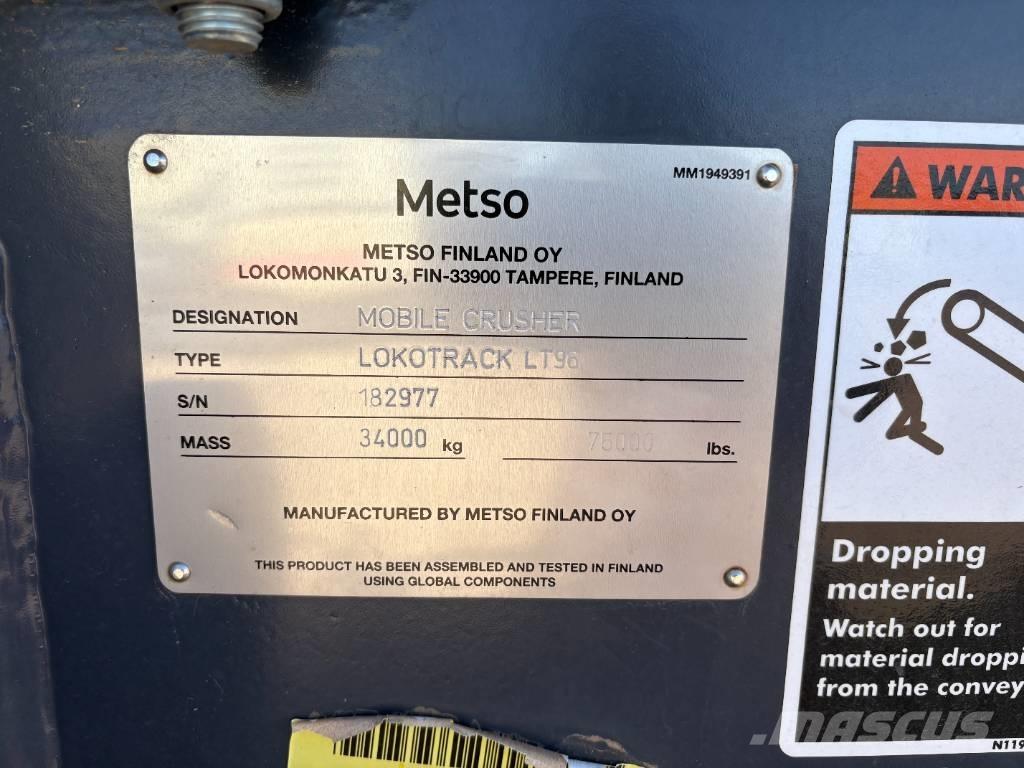 MM1949391
Metso
METSO FINLAND OY
LOKOMONKATU 3, FIN-33900 TAMPERE, FINLAND
DESIGNATION MOBILE CRUSHER
TYPE LOKOTRACK LT96
S/N 182977
MASS 34000 kg 75000 lbs.
MANUFACTURED BY METSO FINLAND OY
THIS PRODUCT HAS BEEN ASSEMBLED AND TESTED IN FINLAND
USING GLOBAL COMPONENTS
WAR
Dropping
material.
Watch out for
material droppi
from the convey
N119
MASCUS